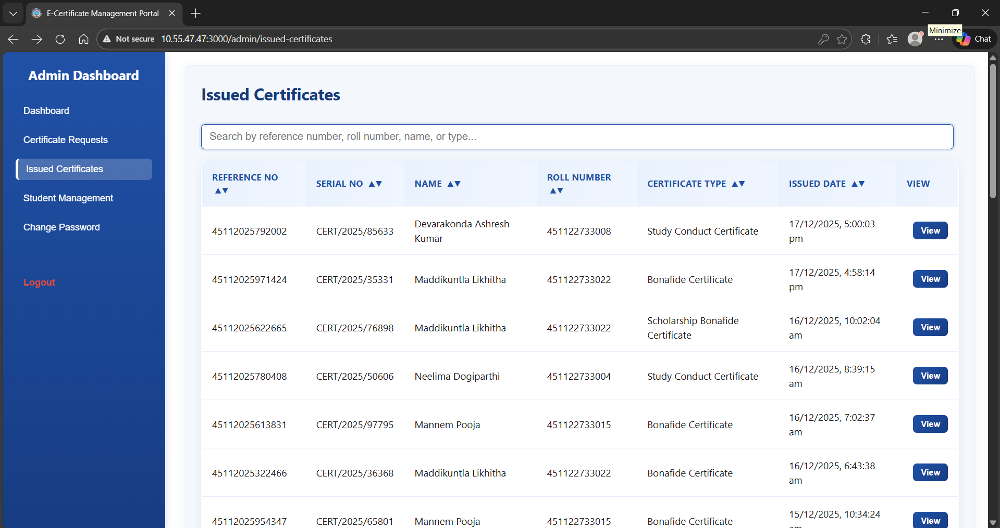 E-Certificate Management Portal
Not secure 10.55.47.47:3000/admin/issued-certificates
Minimize
Chat
Admin Dashboard
Dashboard
Certificate Requests
Issued Certificates
Student Management
Change Password
Logout
Issued Certificates
Search by reference number, roll number, name, or type...
REFERENCE NO ▲▼ SERIAL NO ▲▼ NAME ▲▼ ROLL NUMBER ▲▼ CERTIFICATE TYPE ▲▼ ISSUED DATE ▲▼ VIEW
45112025792002 CERT/2025/85633 Devarakonda Ashresh Kumar 451122733008 Study Conduct Certificate 17/12/2025, 5:00:03 pm View
45112025971424 CERT/2025/35331 Maddikuntla Likhitha 451122733022 Bonafide Certificate 17/12/2025, 4:58:14 pm View
45112025622665 CERT/2025/76898 Maddikuntla Likhitha 451122733022 Scholarship Bonafide Certificate 16/12/2025, 10:02:04 am View
45112025780408 CERT/2025/50606 Neelima Dogiparthi 451122733004 Study Conduct Certificate 16/12/2025, 8:39:15 am View
45112025613831 CERT/2025/97795 Mannem Pooja 451122733015 Bonafide Certificate 16/12/2025, 7:02:37 am View
45112025322466 CERT/2025/36368 Maddikuntla Likhitha 451122733022 Bonafide Certificate 16/12/2025, 6:43:38 am View
45112025954347 CERT/2025/65801 Mannem Pooja 451122733015 Bonafide Certificate 15/12/2025, 10:34:24 View